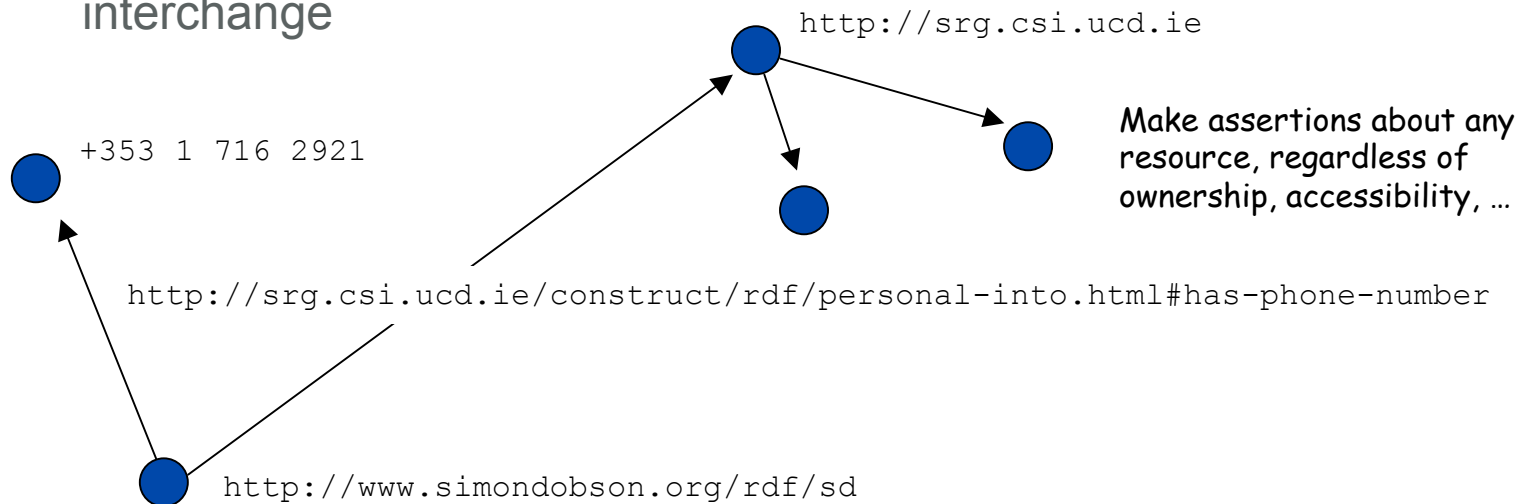 interchange
http://srg.csi.ucd.ie
+353 1 716 2921
Make assertions about any
resource, regardless of
ownership, accessibility, …
http://srg.csi.ucd.ie/construct/rdf/personal-into.html#has-phone-number
http://www.simondobson.org/rdf/sd